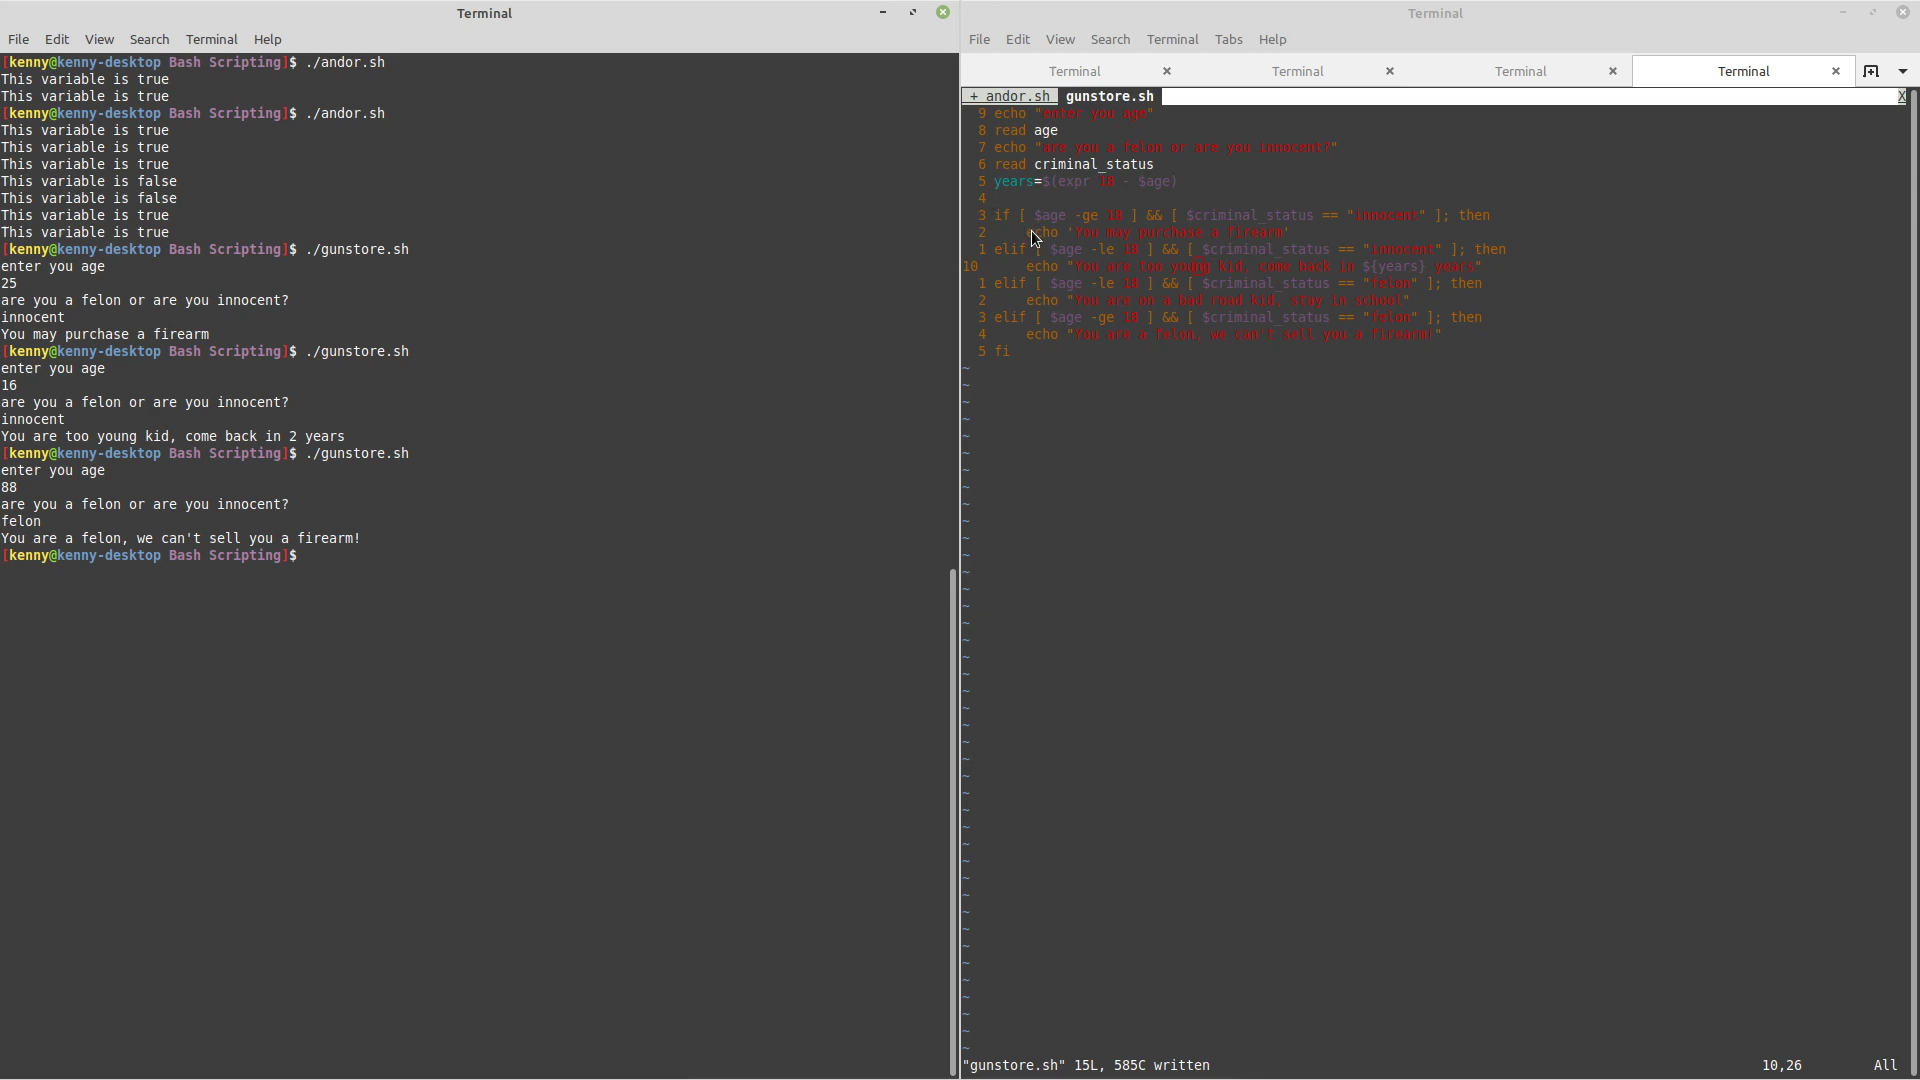 Terminal
File Edit View Search Terminal Help
[kenny@kenny-desktop Bash Scripting]$ ./andor.sh
This variable is true
This variable is true
[kenny@kenny-desktop Bash Scripting]$ ./andor.sh
This variable is true
This variable is true
This variable is true
This variable is false
This variable is false
This variable is true
This variable is true
[kenny@kenny-desktop Bash Scripting]$ ./gunstore.sh
enter you age
25
are you a felon or are you innocent?
innocent
You may purchase a firearm
[kenny@kenny-desktop Bash Scripting]$ ./gunstore.sh
enter you age
16
are you a felon or are you innocent?
innocent
You are too young kid, come back in 2 years
[kenny@kenny-desktop Bash Scripting]$ ./gunstore.sh
enter you age
88
are you a felon or are you innocent?
felon
You are a felon, we can't sell you a firearm!
[kenny@kenny-desktop Bash Scripting]$
Terminal
File Edit View Search Terminal Tabs Help
Terminal Terminal Terminal Terminal
+ andor.sh gunstore.sh X
9 echo "enter you age"
8 read age
7 echo "are you a felon or are you innocent?"
6 read criminal_status
5 years=$(expr 18 - $age)
4
3 if [ $age -ge 18 ] && [ $criminal_status == "innocent" ]; then
2 echo 'You may purchase a firearm'
1 elif [ $age -le 18 ] && [ $criminal_status == "innocent" ]; then
10 echo "You are too young kid, come back in ${years} years"
1 elif [ $age -le 18 ] && [ $criminal_status == "felon" ]; then
2 echo "You are on a bad road kid, stay in school"
3 elif [ $age -ge 18 ] && [ $criminal_status == "felon" ]; then
4 echo "You are a felon, we can't sell you a firearm!"
5 fi
"gunstore.sh" 15L, 585C written 10,26 All